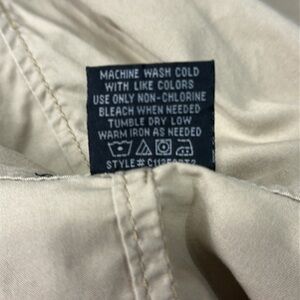 MACHINE WASH COLD
WITH LIKE COLORS
USE ONLY NON-CHLORINE
BLEACH WHEN NEEDED
TUMBLE DRY LOW
WARM IRON AS NEEDED
STYLE#